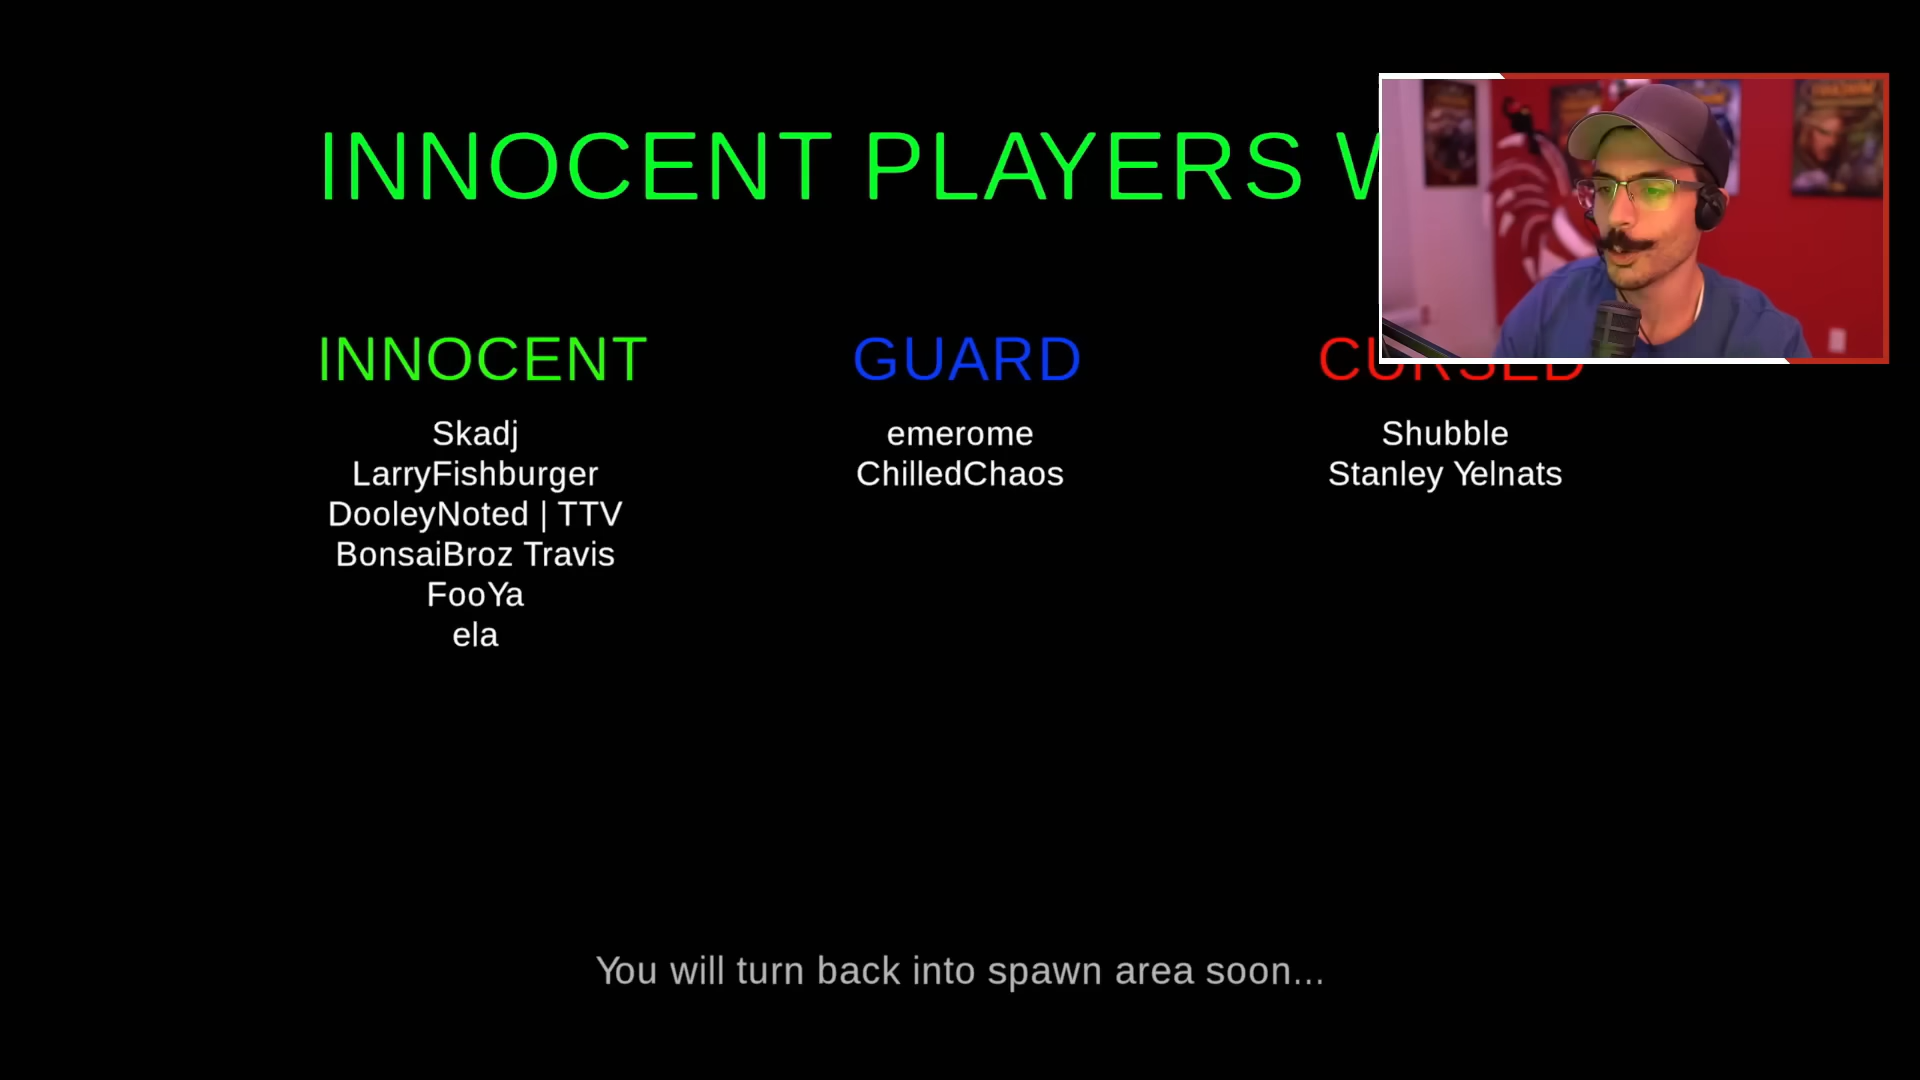 INNOCENT PLAYERS
INNOCENT
Skadj
LarryFishburger
DooleyNoted | TTV
BonsaiBroz Travis
FooYa
ela
GUARD
emerome
ChilledChaos
CURSED
Shubble
Stanley Yelnats
You will turn back into spawn area soon...